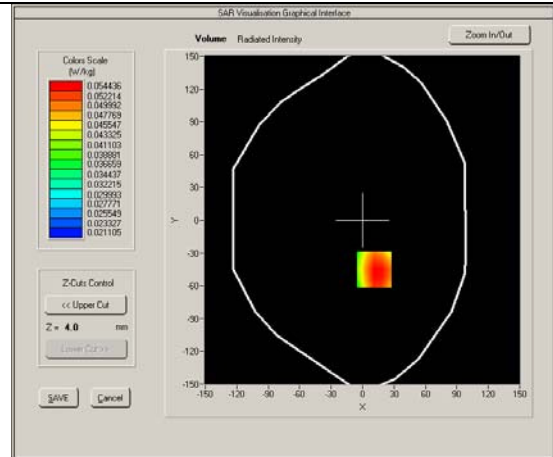 SAR Visualisation Graphical Interface
Volume Radiated Intensity
Zoom In/Out
Colors Scale
(W/kg)
0.054436
0.052214
0.049992
0.047769
0.045547
0.043325
0.041103
0.038881
0.036659
0.034437
0.032215
0.029993
0.027771
0.025549
0.023327
0.021105
Z-Cuts Control
<< Upper Cut
Z = 4.0 mm
SAVE
Cancel
150-
120-
90-
60-
30-
0-
-30-
-60-
-90-
-120-
-150-
Y
-150 -120 -90 -60 -30 0 30 60 90 120 150
X